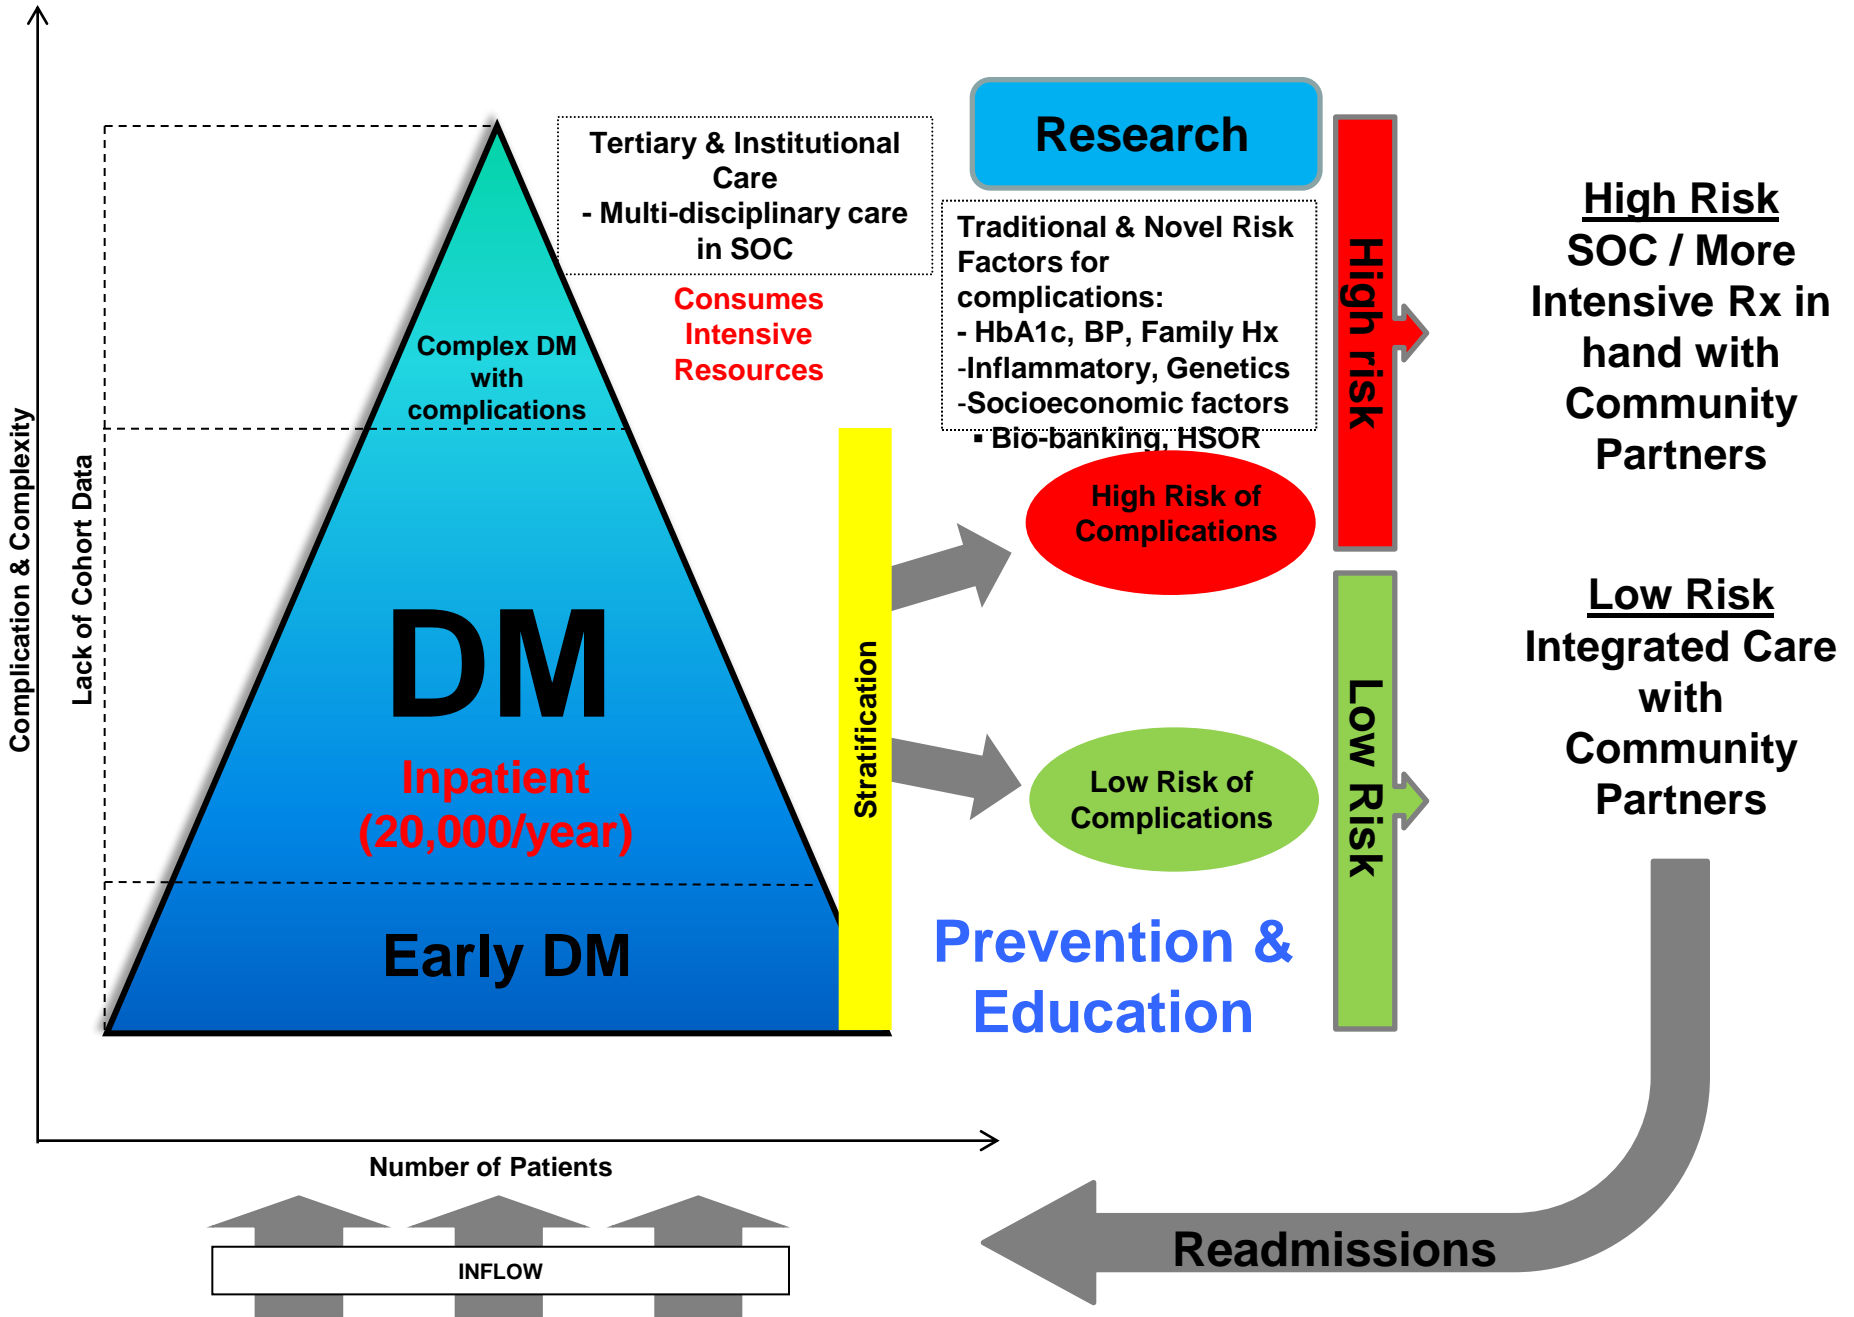 Complication & Complexity
Lack of Cohort Data
Tertiary & Institutional
Care
- Multi-disciplinary care
in SOC
Consumes
Intensive
Resources
Complex DM
with
complications
DM
Inpatient
(20,000/year)
Early DM
Stratification
Research
Traditional & Novel Risk
Factors for
complications:
- HbA1c, BP, Family Hx
-Inflammatory, Genetics
-Socioeconomic factors
▪ Bio-banking, HSOR
High Risk of
Complications
Low Risk of
Complications
Prevention &
Education
High risk
Low Risk
High Risk
SOC / More
Intensive Rx in
hand with
Community
Partners
Low Risk
Integrated Care
with
Community
Partners
Number of Patients
INFLOW
Readmissions